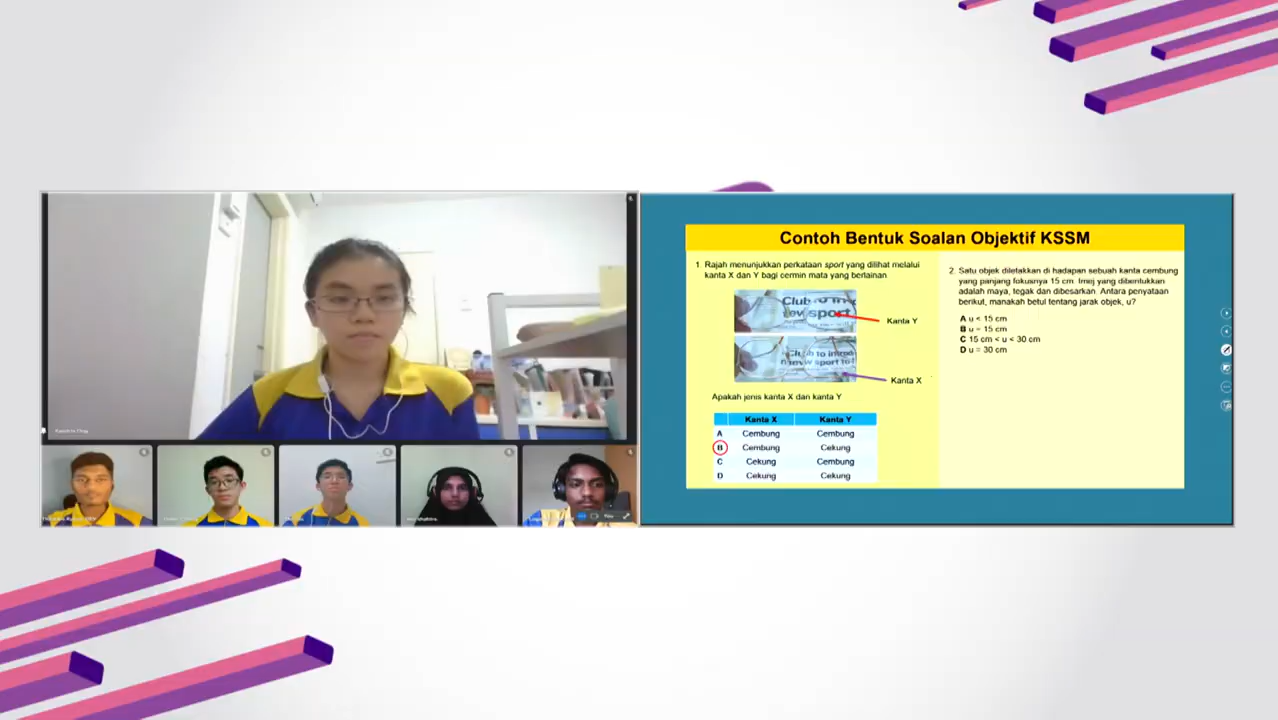 Contoh Bentuk Soalan Objektif KSSM
1 Rajah menunjukkan perkataan sport yang dilihat melalui
kanta X dan Y bagi cermin mata yang berlainan
Club
sport
Kanta Y
sport
Kanta X
Apakah jenis kanta X dan kanta Y
Kanta X Kanta Y
A Cembung Cembung
B Cembung Cekung
C Cekung Cembung
D Cekung Cekung
2. Satu objek diletakkan di hadapan sebuah kanta cembung
yang panjang fokusnya 15 cm. Imej yang dibentukkan
adalah maya, tegak dan dibesarkan. Antara penyataan
berikut, manakah betul tentang jarak objek, u?
A u < 15 cm
B u = 15 cm
C 15 cm < u < 30 cm
D u = 30 cm